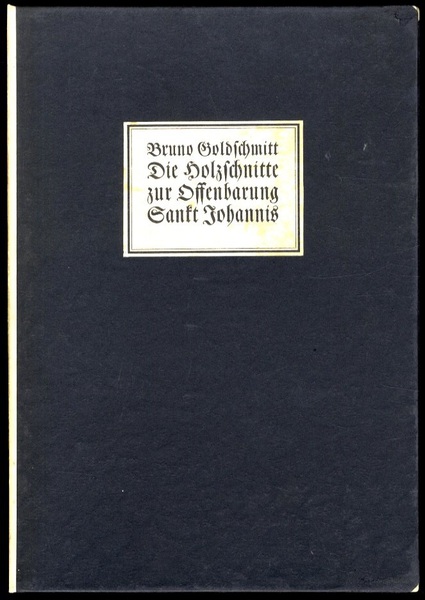 Bruno Goldschmitt
Die Holzschnitte
zur Offenbarung
Sankt Johannis